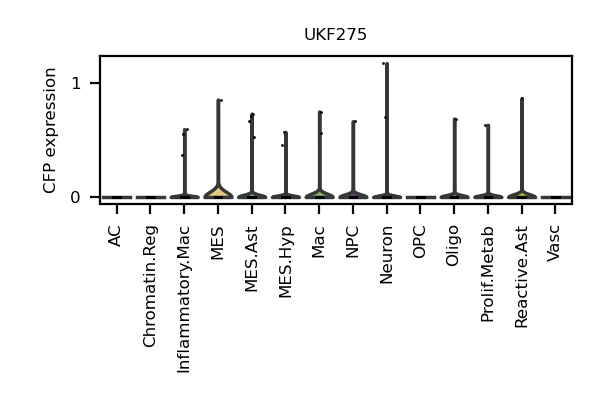 UKF275
CFP expression
1
0
AC
Chromatin.Reg
Inflammatory.Mac
MES
MES.Ast
MES.Hyp
Mac
NPC
Neuron
OPC
Oligo
Prolif.Metab
Reactive.Ast
Vasc